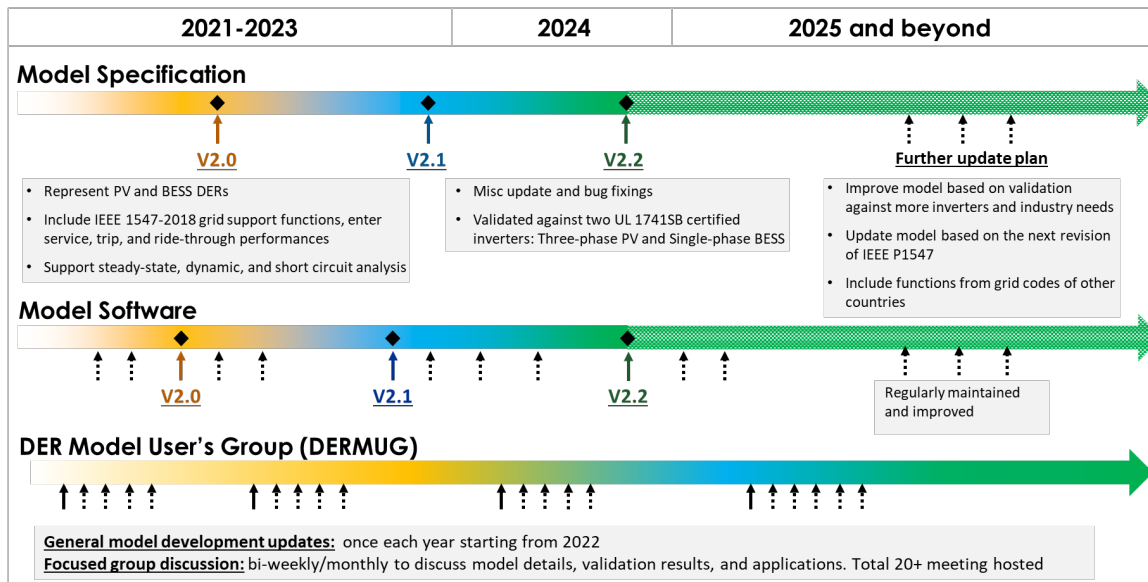 2021-2023 2024 2025 and beyond
Model Specification
V2.0 V2.1 V2.2 Further update plan
• Represent PV and BESS DERs
• Include IEEE 1547-2018 grid support functions, enter
service, trip, and ride-through performances
• Support steady-state, dynamic, and short circuit analysis
• Misc update and bug fixings
• Validated against two UL 1741SB certified
inverters: Three-phase PV and Single-phase BESS
• Improve model based on validation
against more inverters and industry needs
• Update model based on the next revision
of IEEE P1547
• Include functions from grid codes of other
countries
Model Software
V2.0 V2.1 V2.2
Regularly maintained
and improved
DER Model User's Group (DERMUG)
General model development updates: once each year starting from 2022
Focused group discussion: bi-weekly/monthly to discuss model details, validation results, and applications. Total 20+ meeting hosted